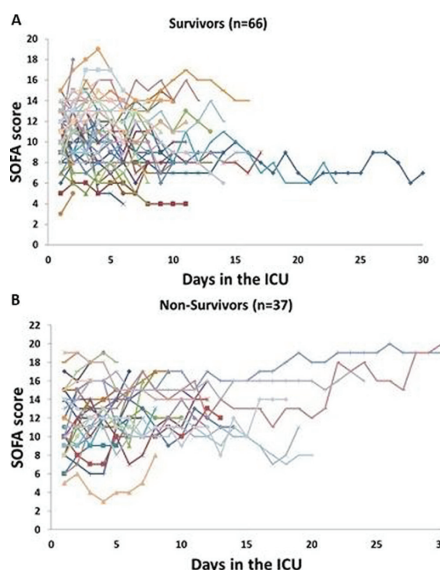 A
Survivors (n=66)
20
18
16
14
12
10
8
6
4
2
0
SOFA score
0 5 10 15 20 25 30
Days in the ICU
B
Non-Survivors (n=37)
22
20
18
16
14
12
10
8
6
4
2
0
SOFA score
0 5 10 15 20 25 30
Days in the ICU